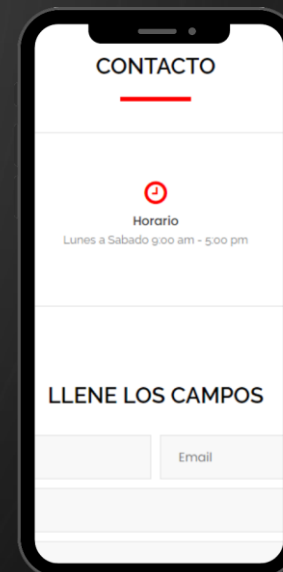 CONTACTO
Horario
Lunes a Sabado 9:00 am - 5:00 pm
LLENE LOS CAMPOS
Email